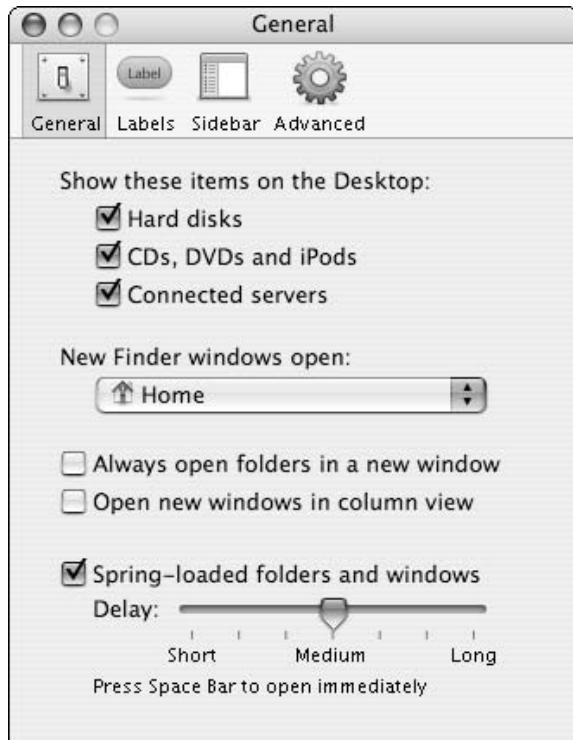 General
Label
General Labels Sidebar Advanced
Show these items on the Desktop:
Hard disks
CDs, DVDs and iPods
Connected servers
New Finder windows open:
Home
Always open folders in a new window
Open new windows in column view
Spring-loaded folders and windows
Delay:
Short Medium Long
Press Space Bar to open immediately